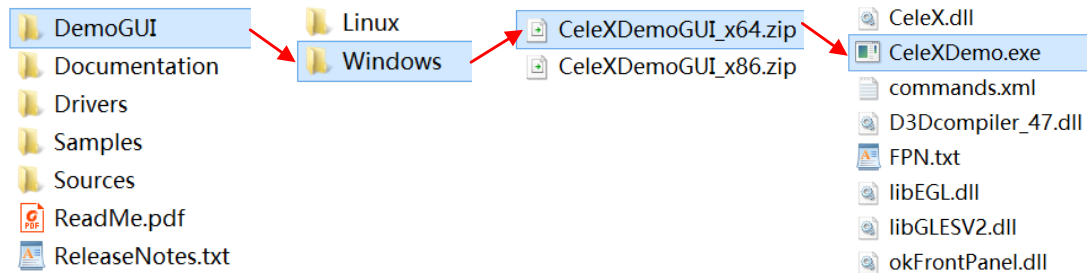 DemoGUI
Documentation
Drivers
Samples
Sources
ReadMe.pdf
ReleaseNotes.txt
Linux
Windows
CeleXDemoGUI_x64.zip
CeleXDemoGUI_x86.zip
CeleX.dll
CeleXDemo.exe
commands.xml
D3Dcompiler_47.dll
FPN.txt
libEGL.dll
libGLESV2.dll
okFrontPanel.dll